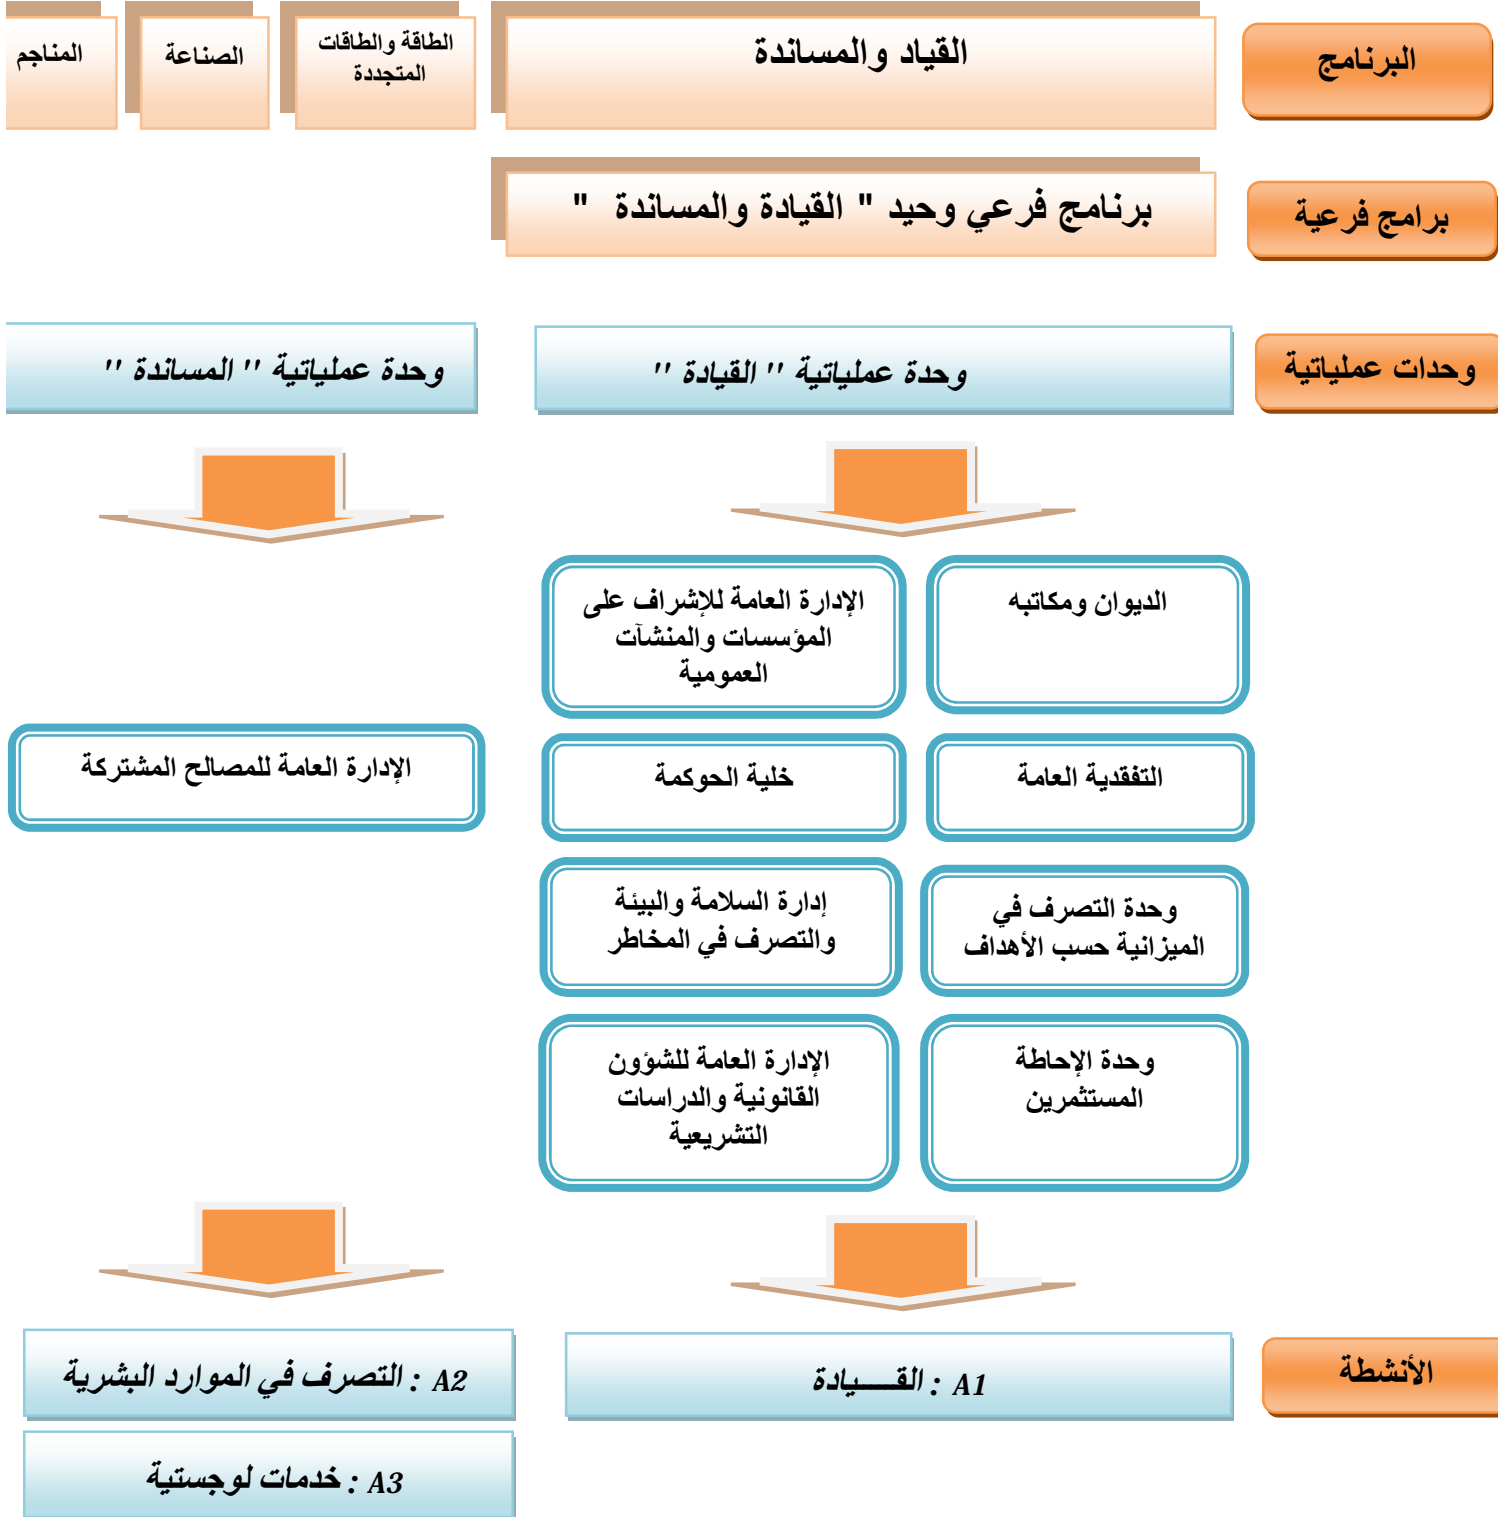 البرنامج
القياد والمساندة
الطاقة والطاقات
المتجددة
الصناعة
المناجم
برامج فرعية
برنامج فرعي وحيد " القيادة والمساندة "
وحدات عملياتية
وحدة عملياتية '' القيادة ''
وحدة عملياتية '' المساندة ''
الديوان ومكاتبه
الإدارة العامة للإشراف على
المؤسسات والمنشآت
العمومية
التفقدية العامة
خلية الحوكمة
الإدارة العامة للمصالح المشتركة
وحدة التصرف في
الميزانية حسب الأهداف
إدارة السلامة والبيئة
والتصرف في المخاطر
وحدة الإحاطة
المستثمرين
الإدارة العامة للشؤون
القانونية والدراسات
التشريعية
الأنشطة
A1 : القــــيادة
A2 : التصرف في الموارد البشرية
A3 : خدمات لوجستية